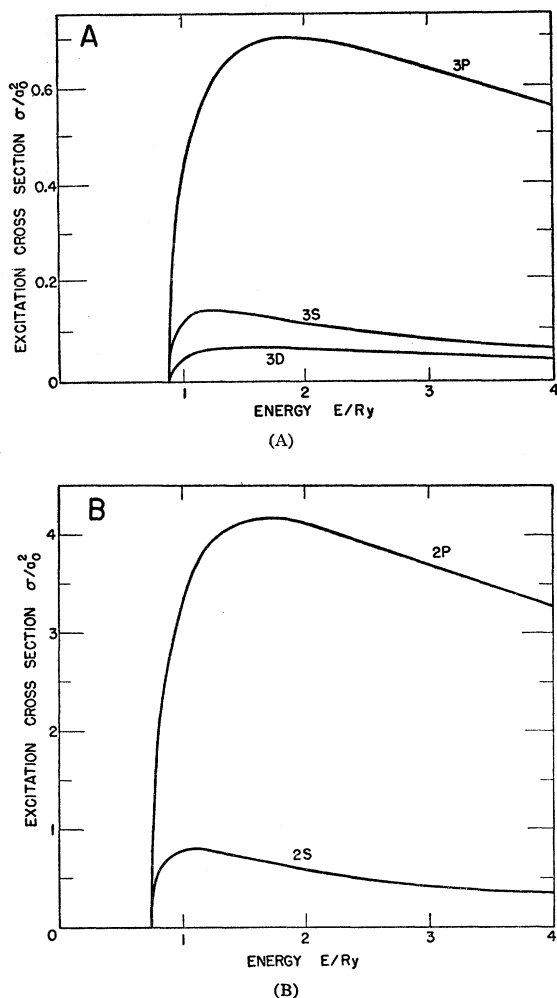 A
EXCITATION CROSS SECTION σ/a₀²
0.6
0.4
0.2
0
3P
3S
3D
1
2
3
4
ENERGY E/Ry
(A)
B
EXCITATION CROSS SECTION σ/a₀²
4
3
2
1
0
2P
2S
1
2
3
4
ENERGY E/Ry
(B)